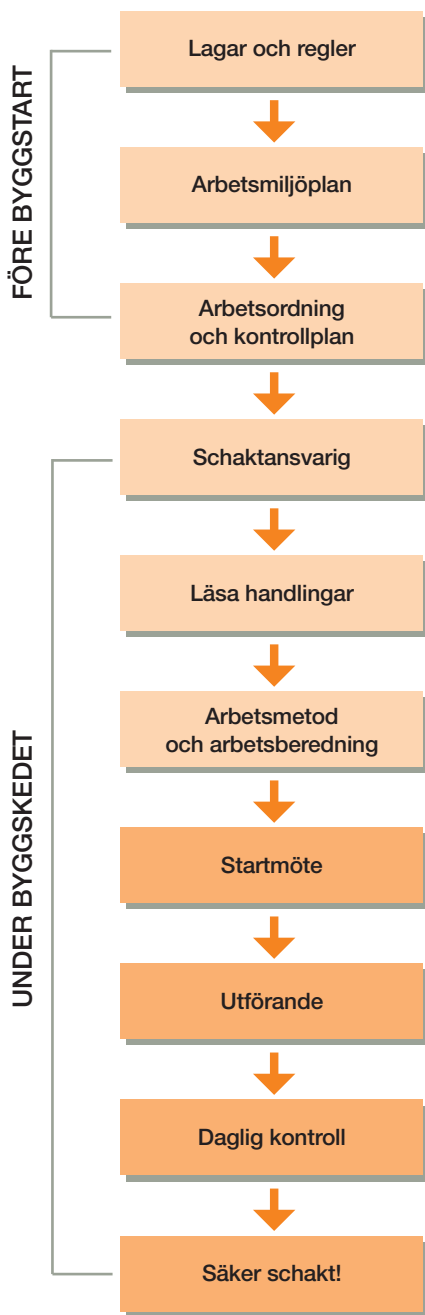 FÖRE BYGGSTART
Lagar och regler
Arbetsmiljöplan
Arbetsordning
och kontrollplan
UNDER BYGGSKEDET
Schaktansvarig
Läsa handlingar
Arbetsmetod
och arbetsberedning
Startmöte
Utförande
Daglig kontroll
Säker schakt!